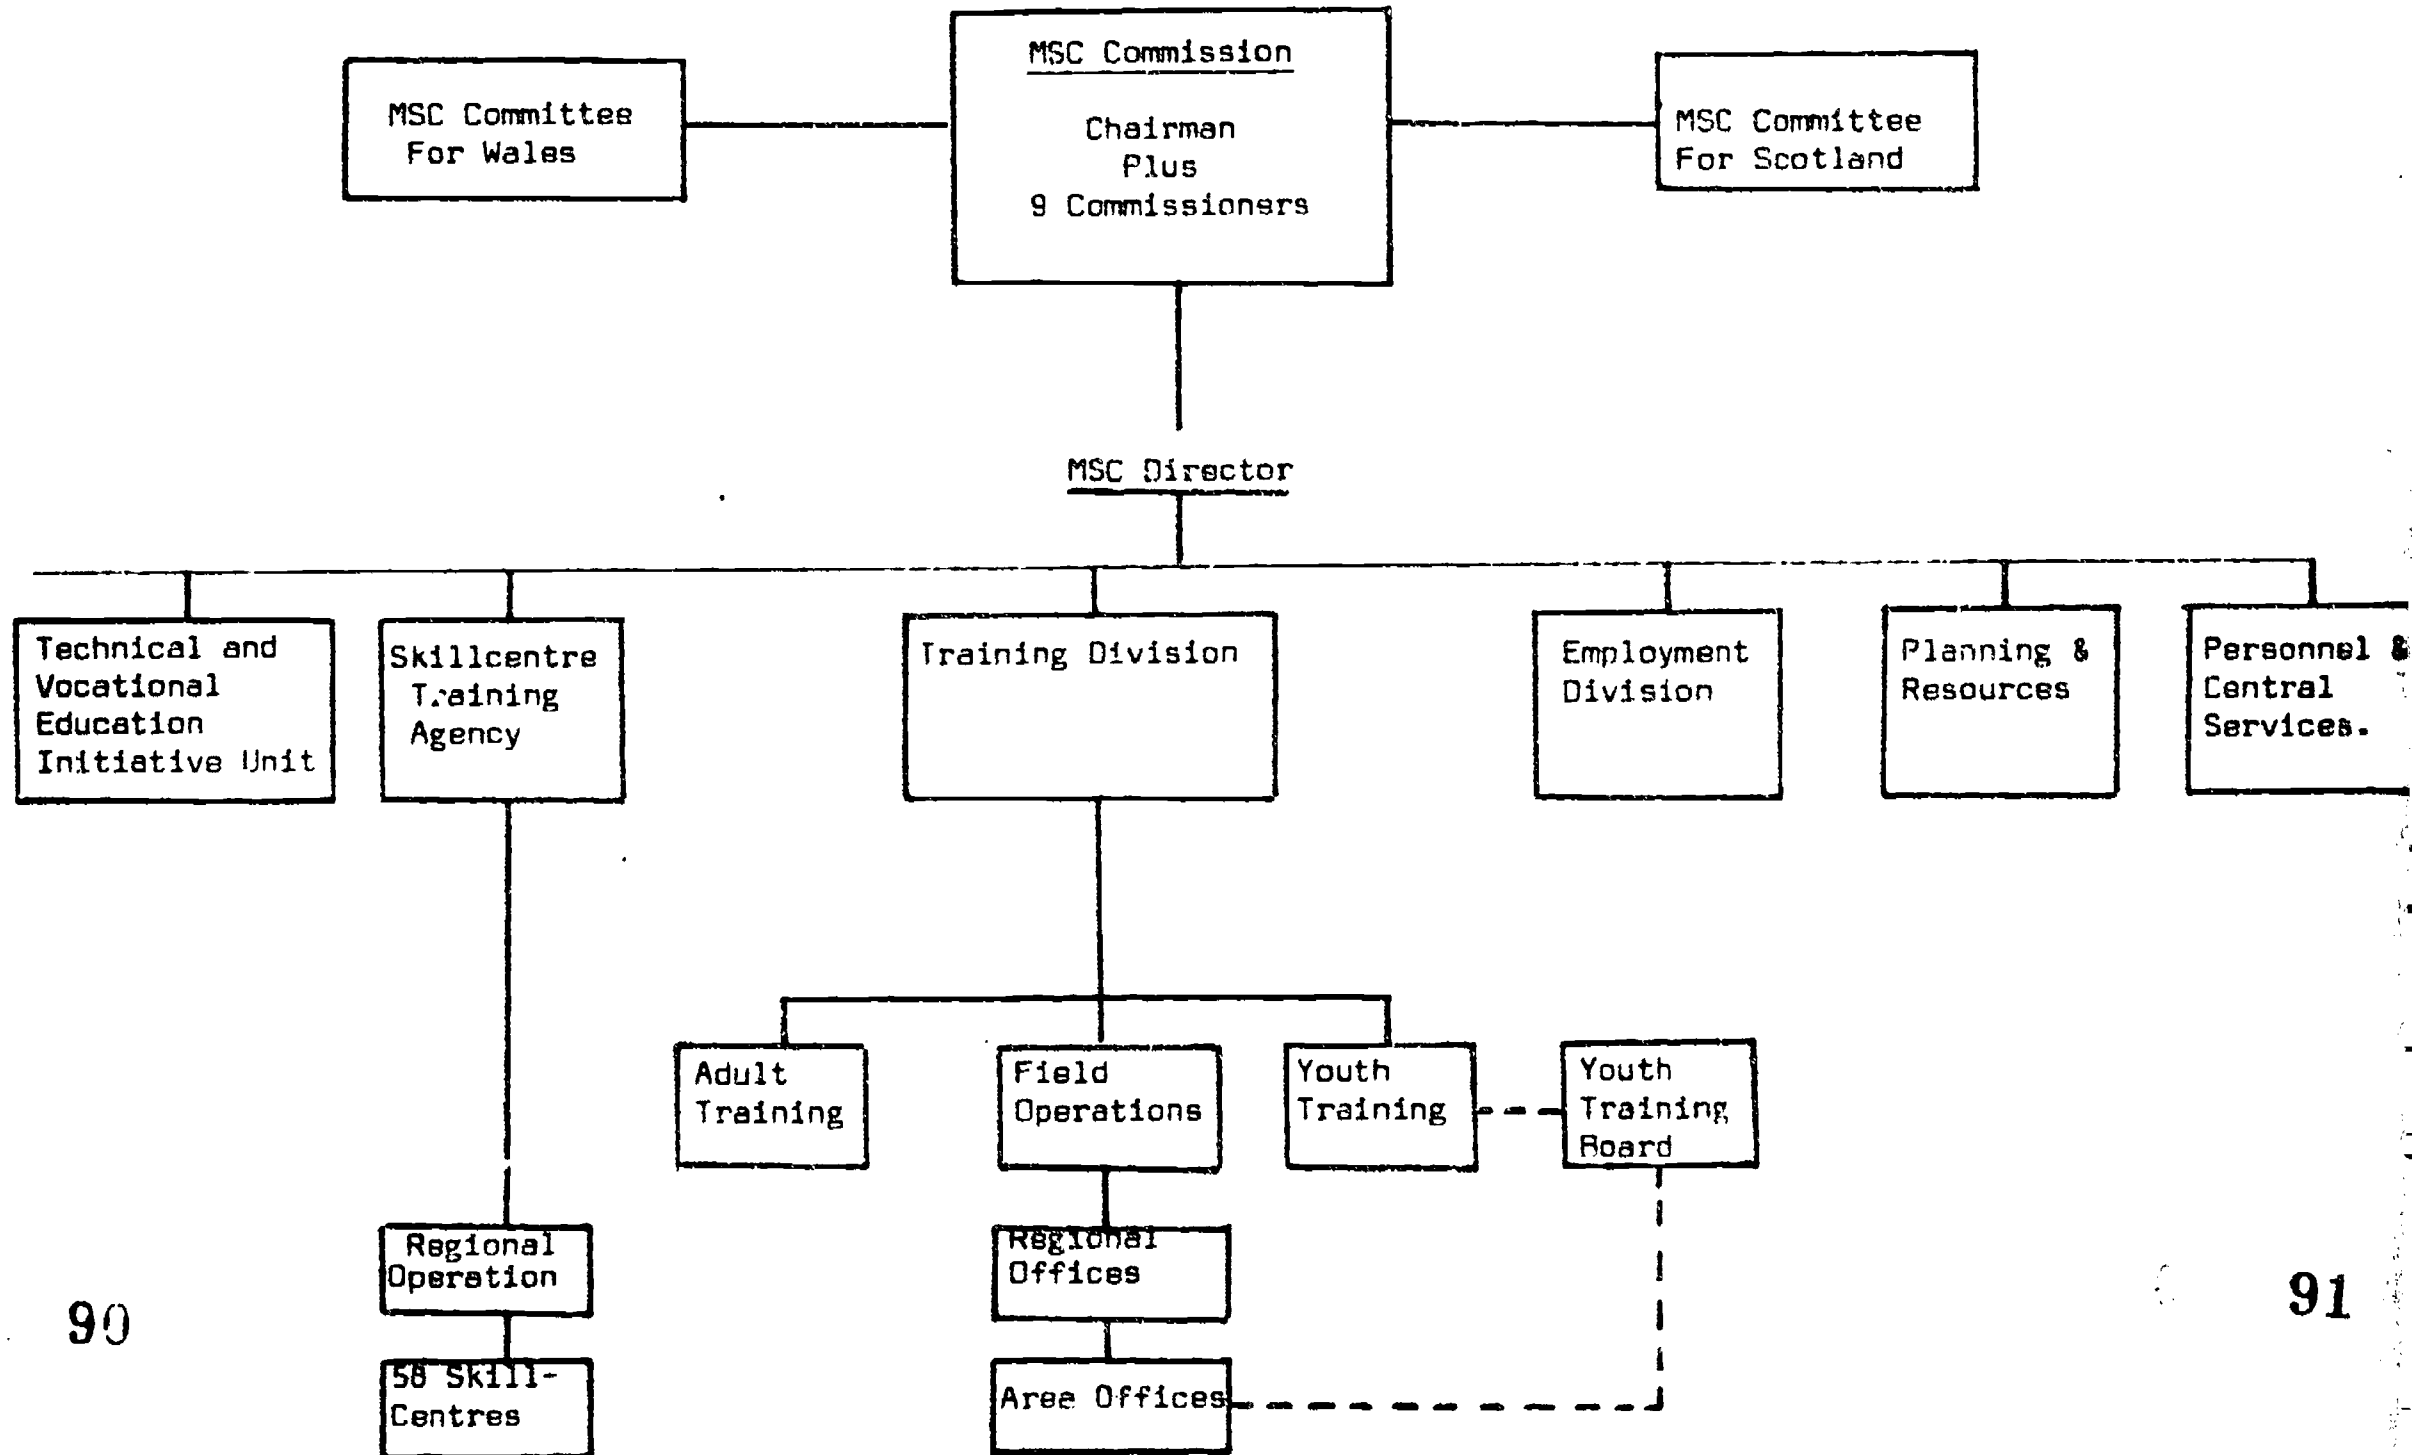 MSC Commission
Chairman
Plus
9 Commissioners
MSC Committee
For Wales
MSC Committee
For Scotland
MSC Director
Technical and
Vocational
Education
Initiative Unit
Skillcentre
Training
Agency
Training Division
Employment
Division
Planning &
Resources
Personnel &
Central
Services.
Adult
Training
Field
Operations
Youth
Training
Youth
Training
Board
Regional
Operation
Regional
Offices
58 Skill-
Centres
Area Offices
90
91